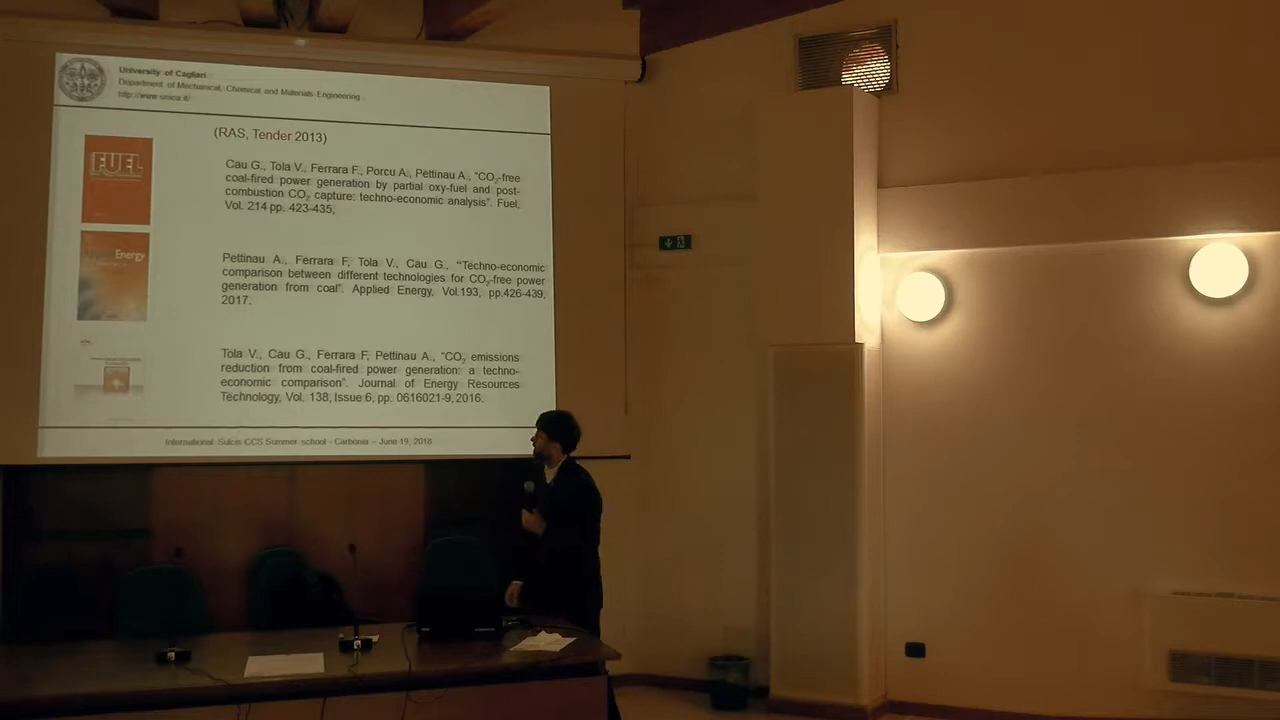 University of Cagliari
Department of Mechanical, Chemical and Materials Engineering
(RAS, Tender 2013)
FUEL
Cau G., Tola V., Ferrara F., Porcu A., Pettinau A., "CO₂-free
coal-fired power generation by partial oxy-fuel and post-
combustion CO₂ capture: techno-economic analysis". Fuel,
Vol. 214 pp. 423-435,
Energy
Pettinau A., Ferrara F, Tola V., Cau G., "Techno-economic
comparison between different technologies for CO₂-free power
generation from coal". Applied Energy, Vol.193, pp.426-439,
2017.
Tola V., Cau G., Ferrara F, Pettinau A., "CO₂ emissions
reduction from coal-fired power generation: a techno-
economic comparison". Journal of Energy Resources
Technology, Vol. 138, Issue 6, pp. 0616021-9, 2016.
International Sulcis CCS Summer school - Carbonia – June 19, 2018